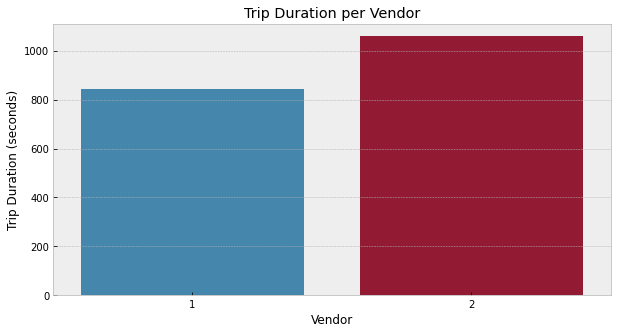 Trip Duration per Vendor
Trip Duration (seconds)
1000
800
600
400
200
0
1
2
Vendor